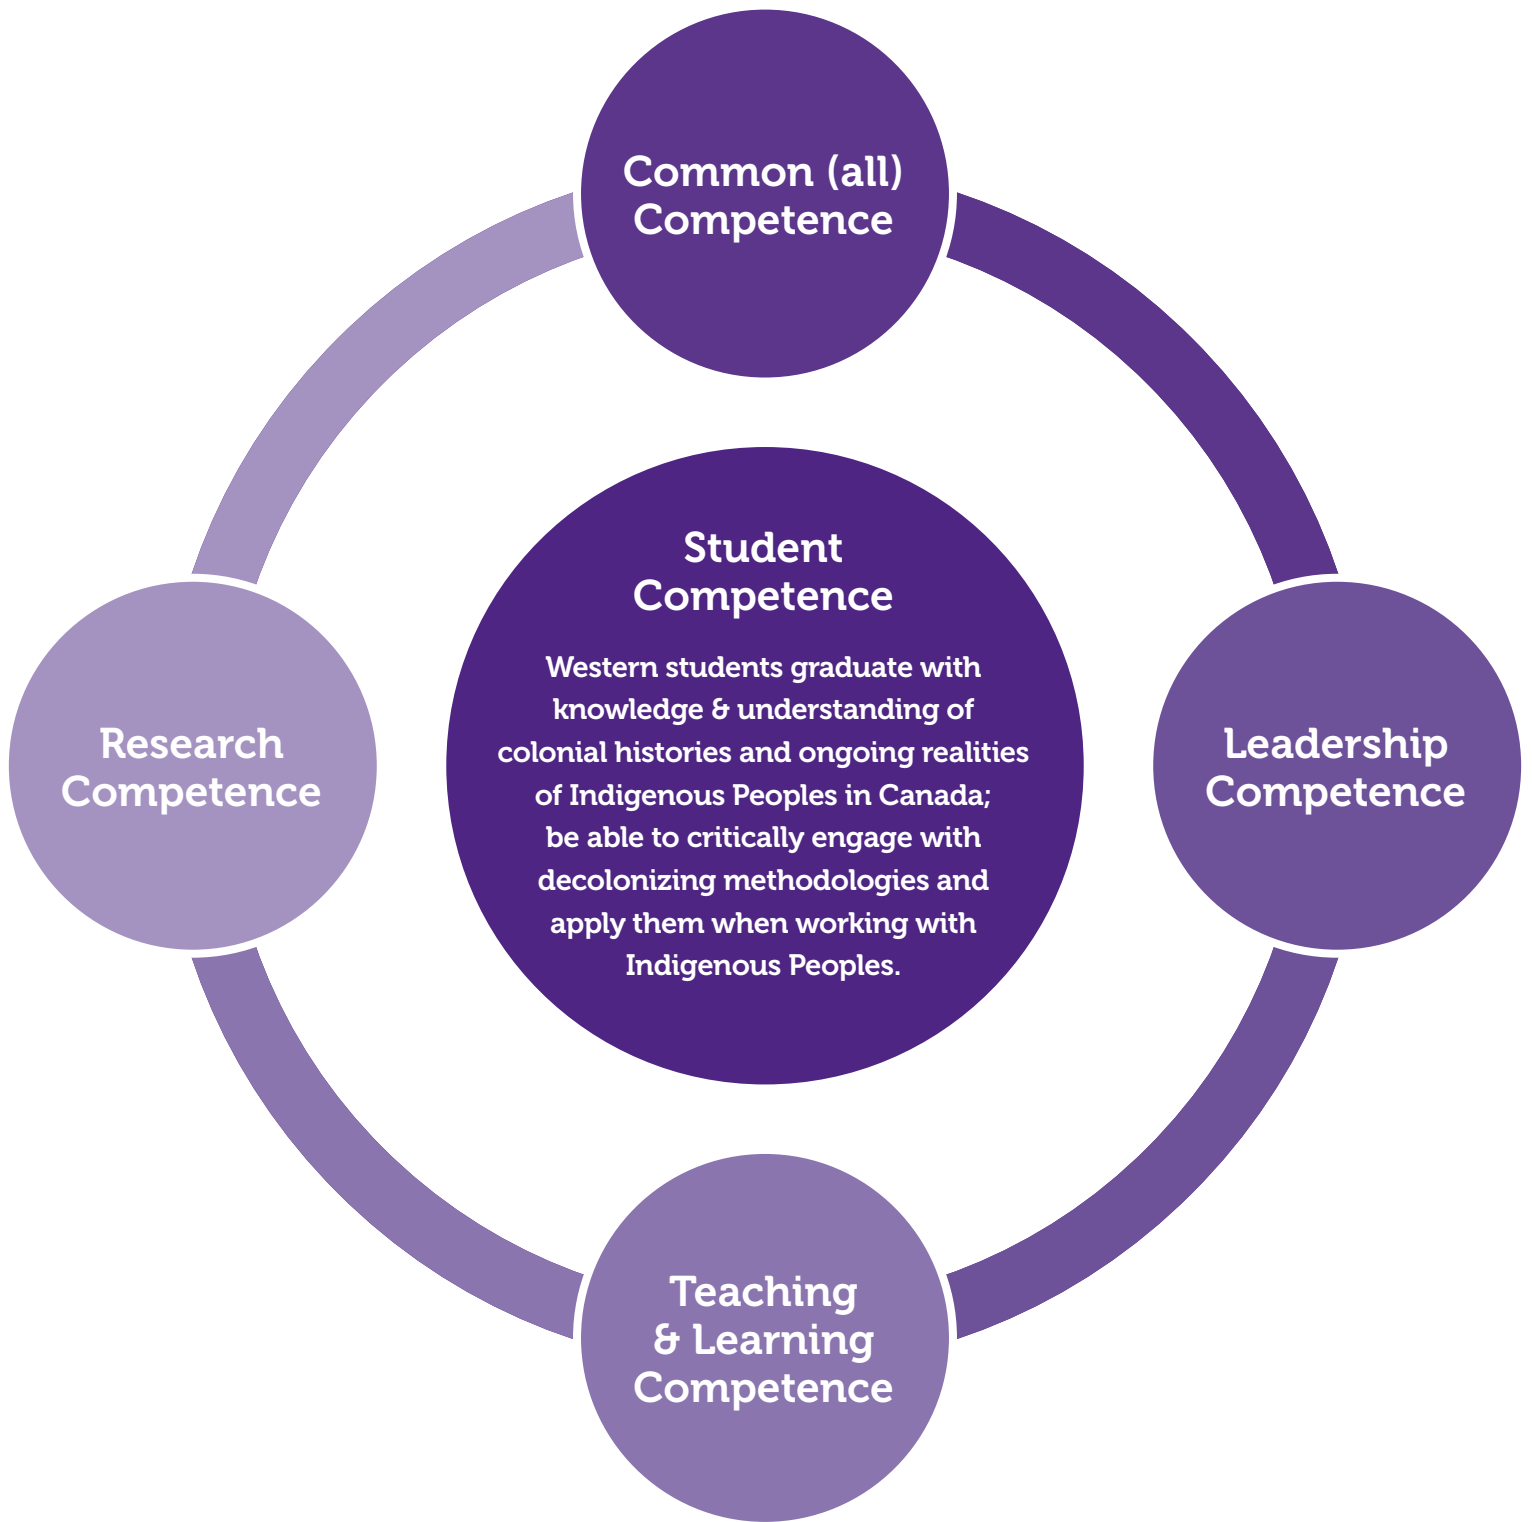 Common (all)
Competence
Student
Competence
Western students graduate with
knowledge & understanding of
colonial histories and ongoing realities
of Indigenous Peoples in Canada;
be able to critically engage with
decolonizing methodologies and
apply them when working with
Indigenous Peoples.
Research
Competence
Leadership
Competence
Teaching
& Learning
Competence